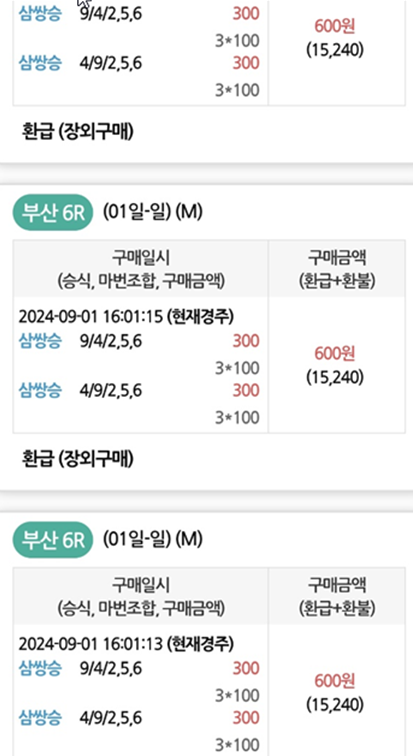 삼쌍승 9/4/2,5,6 300
3*100
삼쌍승 4/9/2,5,6 300
3*100
600원
(15,240)
환급 (장외구매)
부산 6R (01일-일) (M)
구매일시
(승식, 마번조합, 구매금액)
구매금액
(환급+환불)
2024-09-01 16:01:15 (현재경주)
삼쌍승 9/4/2,5,6 300
3*100
삼쌍승 4/9/2,5,6 300
3*100
600원
(15,240)
환급 (장외구매)
부산 6R (01일-일) (M)
구매일시
(승식, 마번조합, 구매금액)
구매금액
(환급+환불)
2024-09-01 16:01:13 (현재경주)
삼쌍승 9/4/2,5,6 300
3*100
삼쌍승 4/9/2,5,6 300
3*100
600원
(15,240)